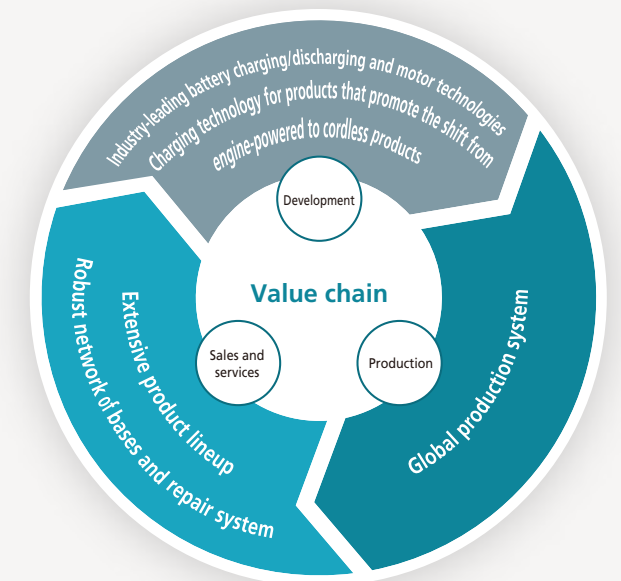 Industry-leading battery charging/discharging and motor technologies
Charging technology for products that promote the shift from
engine-powered to cordless products
Development
Value chain
Sales and
services
Production
Global production system
Extensive product lineup
Robust network of bases and repair system